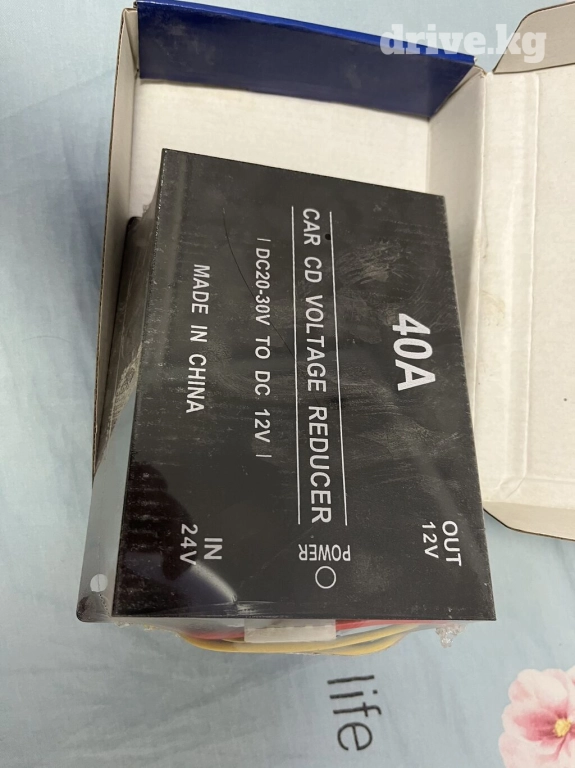 drive.kg
40A
CAR CD VOLTAGE REDUCER
| DC20-30V TO DC 12V |
MADE IN CHINA
OUT
12V
POWER
IN
24V
life